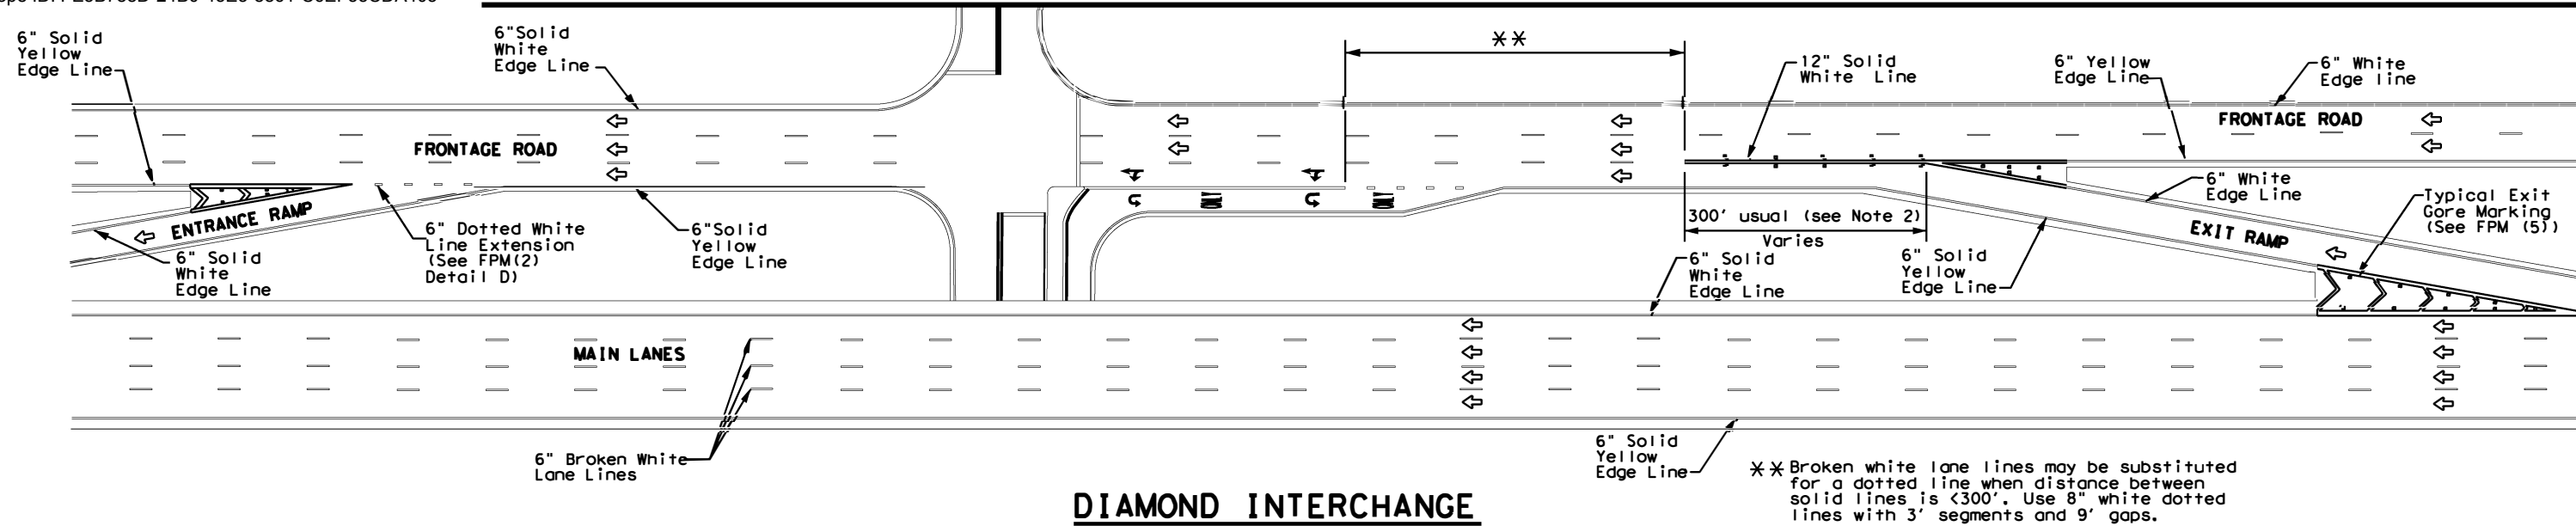 6" Solid
Yellow
Edge Line
6"Solid
White
Edge Line
**
12" Solid
White Line
6" Yellow
Edge Line
6" White
Edge line
FRONTAGE ROAD
FRONTAGE ROAD
ENTRANCE RAMP
6" Solid
White
Edge Line
6" Dotted White
Line Extension
(See FPM(2)
Detail D)
6"Solid
Yellow
Edge Line
300' usual (see Note 2)
Varies
6" Solid
White
Edge Line
6" Solid
Yellow
Edge Line
6" White
Edge Line
EXIT RAMP
Typical Exit
Gore Marking
(See FPM (5))
MAIN LANES
6" Broken White
Lane Lines
6" Solid
Yellow
Edge Line
** Broken white lane lines may be substituted
for a dotted line when distance between
solid lines is <300'. Use 8" white dotted
lines with 3' segments and 9' gaps.
DIAMOND INTERCHANGE